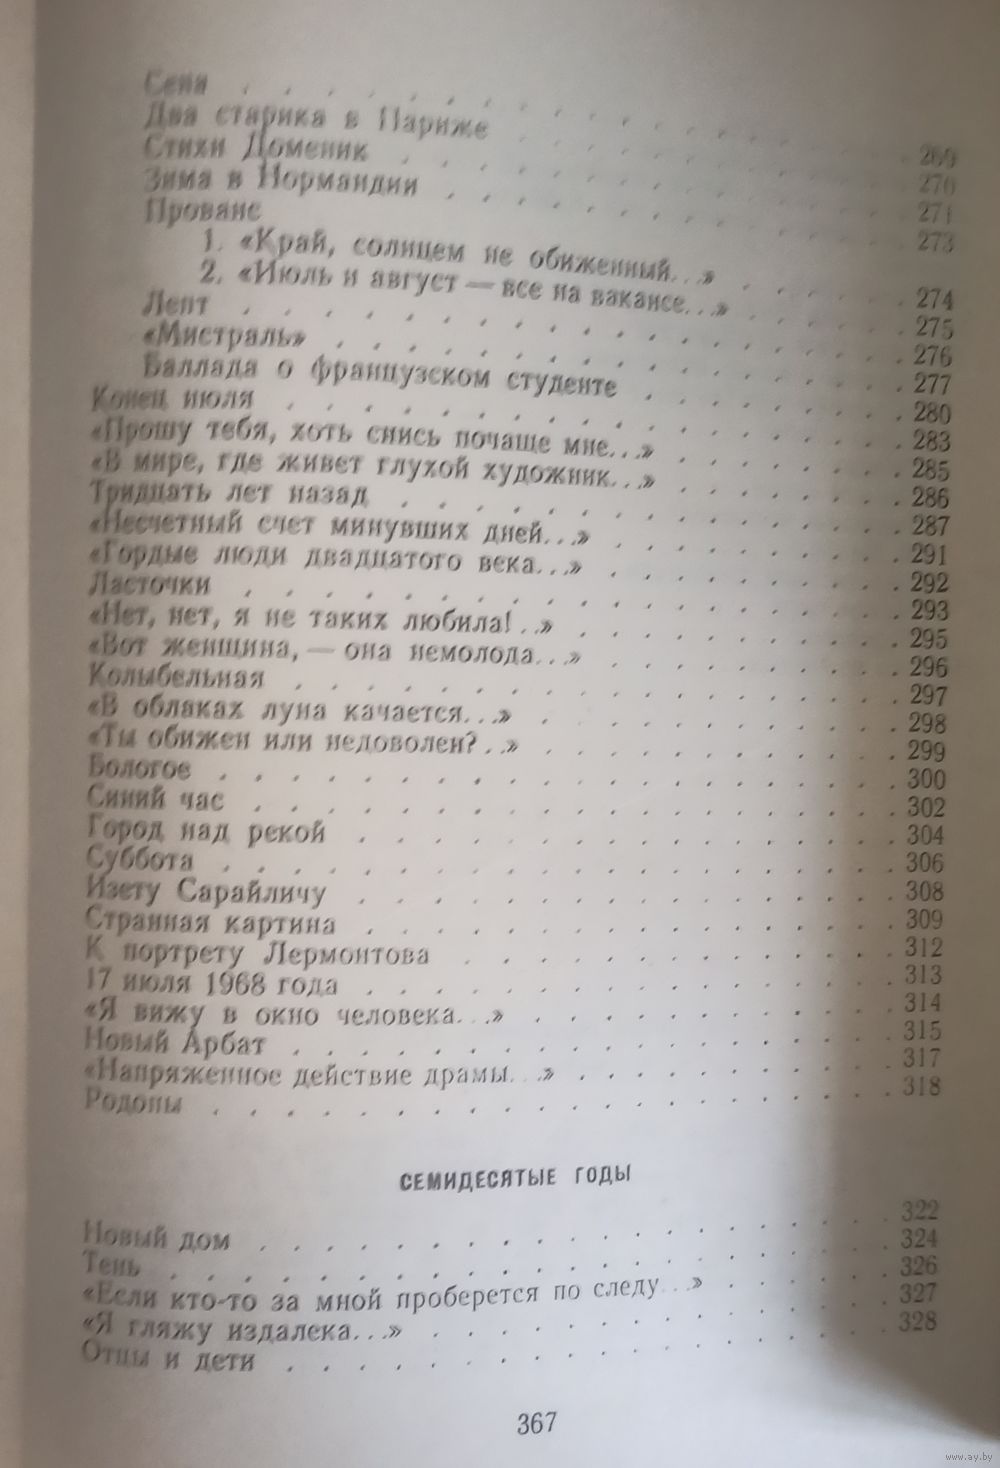 Сена . . . . . . . . . . 269
Два старика в Париже . . . . . . 270
Стихи Доменик . . . . . . . . 271
Зима в Нормандии . . . . . . . 273
Прованс
1. «Край, солнцем не обиженный...» . . . 274
2. «Июль и август — все на вакансе...» . . . 275
Лепт . . . . . . . . . . 276
«Мистраль» . . . . . . . . . 277
Баллада о французском студенте . . . . 280
Конец июля . . . . . . . . . 283
«Прошу тебя, хоть снись почаще мне...» . . . 285
«В мире, где живет глухой художник...» . . . 286
Тридцать лет назад . . . . . . . 287
«Несчетный счет минувших дней...» . . . . 291
«Гордые люди двадцатого века...» . . . . 292
Ласточки . . . . . . . . . 293
«Нет, нет, я не таких любила!..» . . . . 295
«Вот женщина, — она немолода...» . . . . 296
Колыбельная . . . . . . . . 297
«В облаках луна качается...» . . . . . 298
«Ты обижен или недоволен?..» . . . . . 299
Бологое . . . . . . . . . 300
Синий час . . . . . . . . . 302
Город над рекой . . . . . . . 304
Суббота . . . . . . . . . 306
Изету Сарайличу . . . . . . . 308
Странная картина . . . . . . . 309
К портрету Лермонтова . . . . . . 312
17 июля 1968 года . . . . . . . 313
«Я вижу в окно человека...» . . . . . 314
Новый Арбат . . . . . . . . 315
«Напряженное действие драмы...» . . . . 317
Родопы . . . . . . . . . 318
СЕМИДЕСЯТЫЕ ГОДЫ
Новый дом . . . . . . . . . 322
Тень . . . . . . . . . . 324
«Если кто-то за мной проберется по следу...» . . . 326
«Я гляжу издалека...» . . . . . . . 327
Отцы и дети . . . . . . . . 328
367
www.ay.by